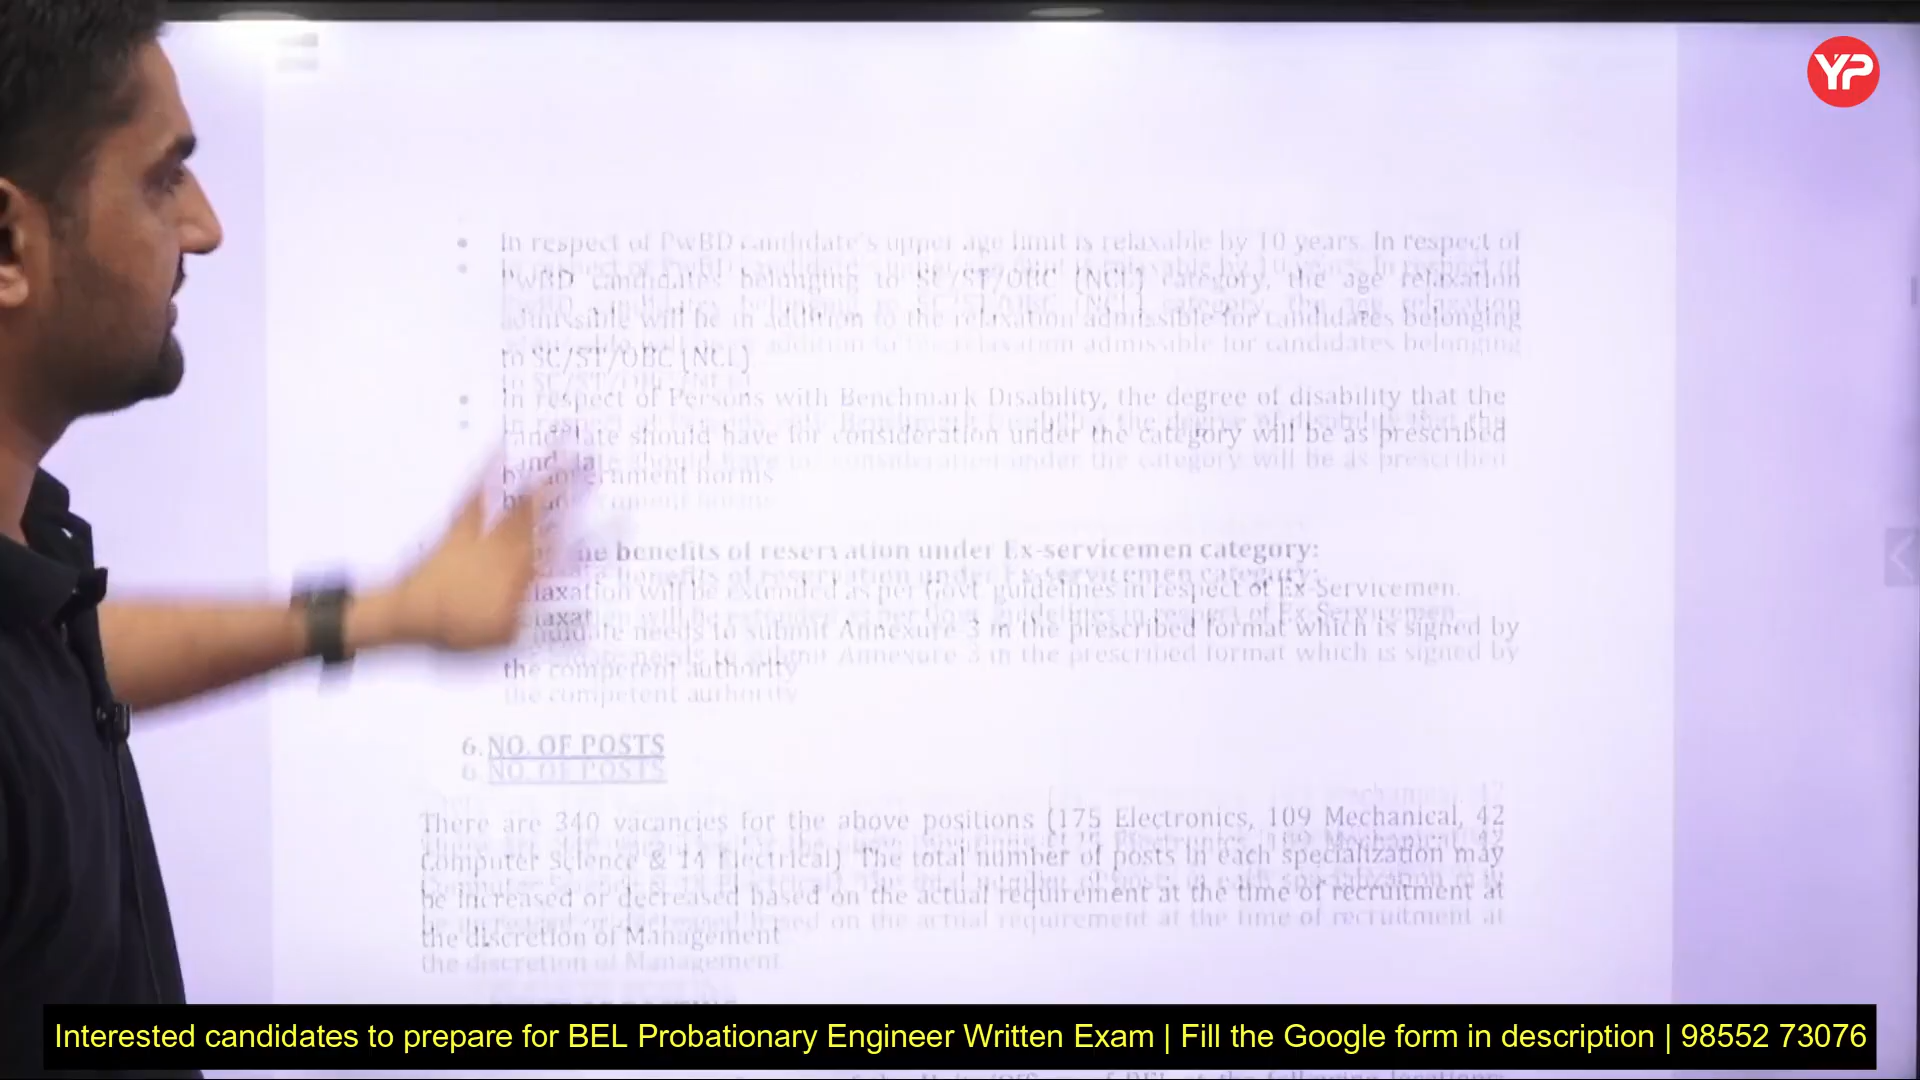 YP
• In respect of PwBD candidate's upper age limit is relaxable by 10 years. In respect of
PwBD candidates belonging to SC/ST/OBC (NCL) category, the age relaxation
admissible will be in addition to the relaxation admissible for candidates belonging
to SC/ST/OBC (NCL)
• In respect of Persons with Benchmark Disability, the degree of disability that the
candidate should have for consideration under the category will be as prescribed
by government norms
the benefits of reservation under Ex-servicemen category:
relaxation will be extended as per Govt. guidelines in respect of Ex-Servicemen.
needs to submit Annexure 3 in the prescribed format which is signed by
the competent authority
6. NO. OF POSTS
There are 340 vacancies for the above positions (175 Electronics, 109 Mechanical, 42
Computer Science & 14 Electrical) The total number of posts in each specialization may
be increased or decreased based on the actual requirement at the time of recruitment at
the discretion of Management
Interested candidates to prepare for BEL Probationary Engineer Written Exam | Fill the Google form in description | 98552 73076